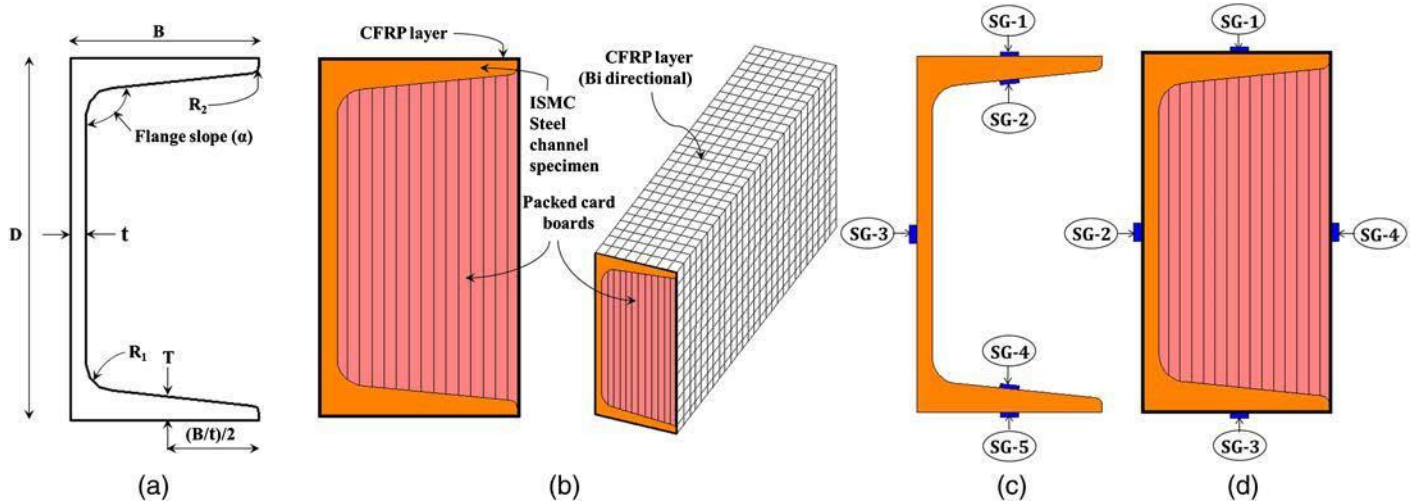 B
R₂
Flange slope (α)
D
t
R₁
T
(B/t)/2
(a)
CFRP layer
CFRP layer
(Bi directional)
ISMC
Steel
channel
specimen
Packed card
boards
(b)
SG-1
SG-2
SG-3
SG-4
SG-5
(c)
SG-1
SG-2
SG-4
SG-3
(d)